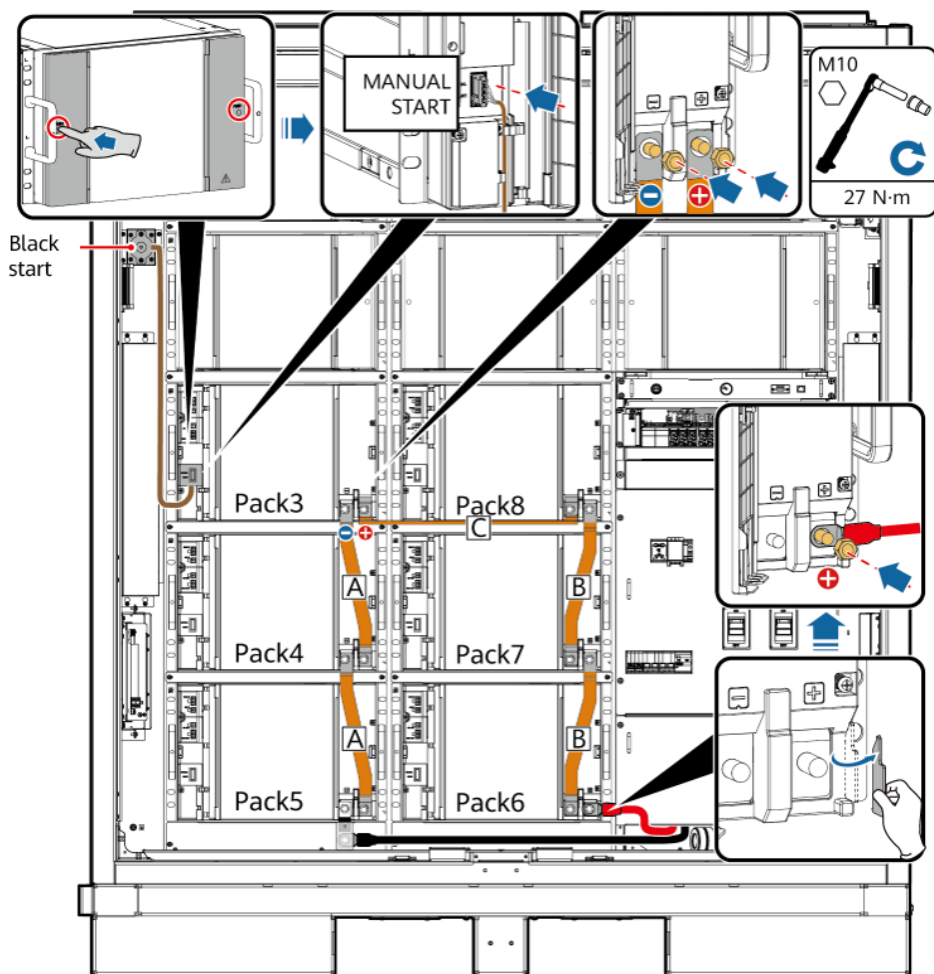 MANUAL
START
M10
27 N·m
Black
start
Pack3
Pack8
C
A
B
Pack4
Pack7
A
B
Pack5
Pack6